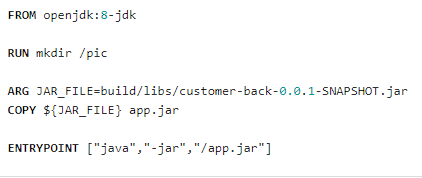 FROM openjdk:8-jdk
RUN mkdir /pic
ARG JAR_FILE=build/libs/customer-back-0.0.1-SNAPSHOT.jar
COPY ${JAR_FILE} app.jar
ENTRYPOINT ["java","-jar","/app.jar"]